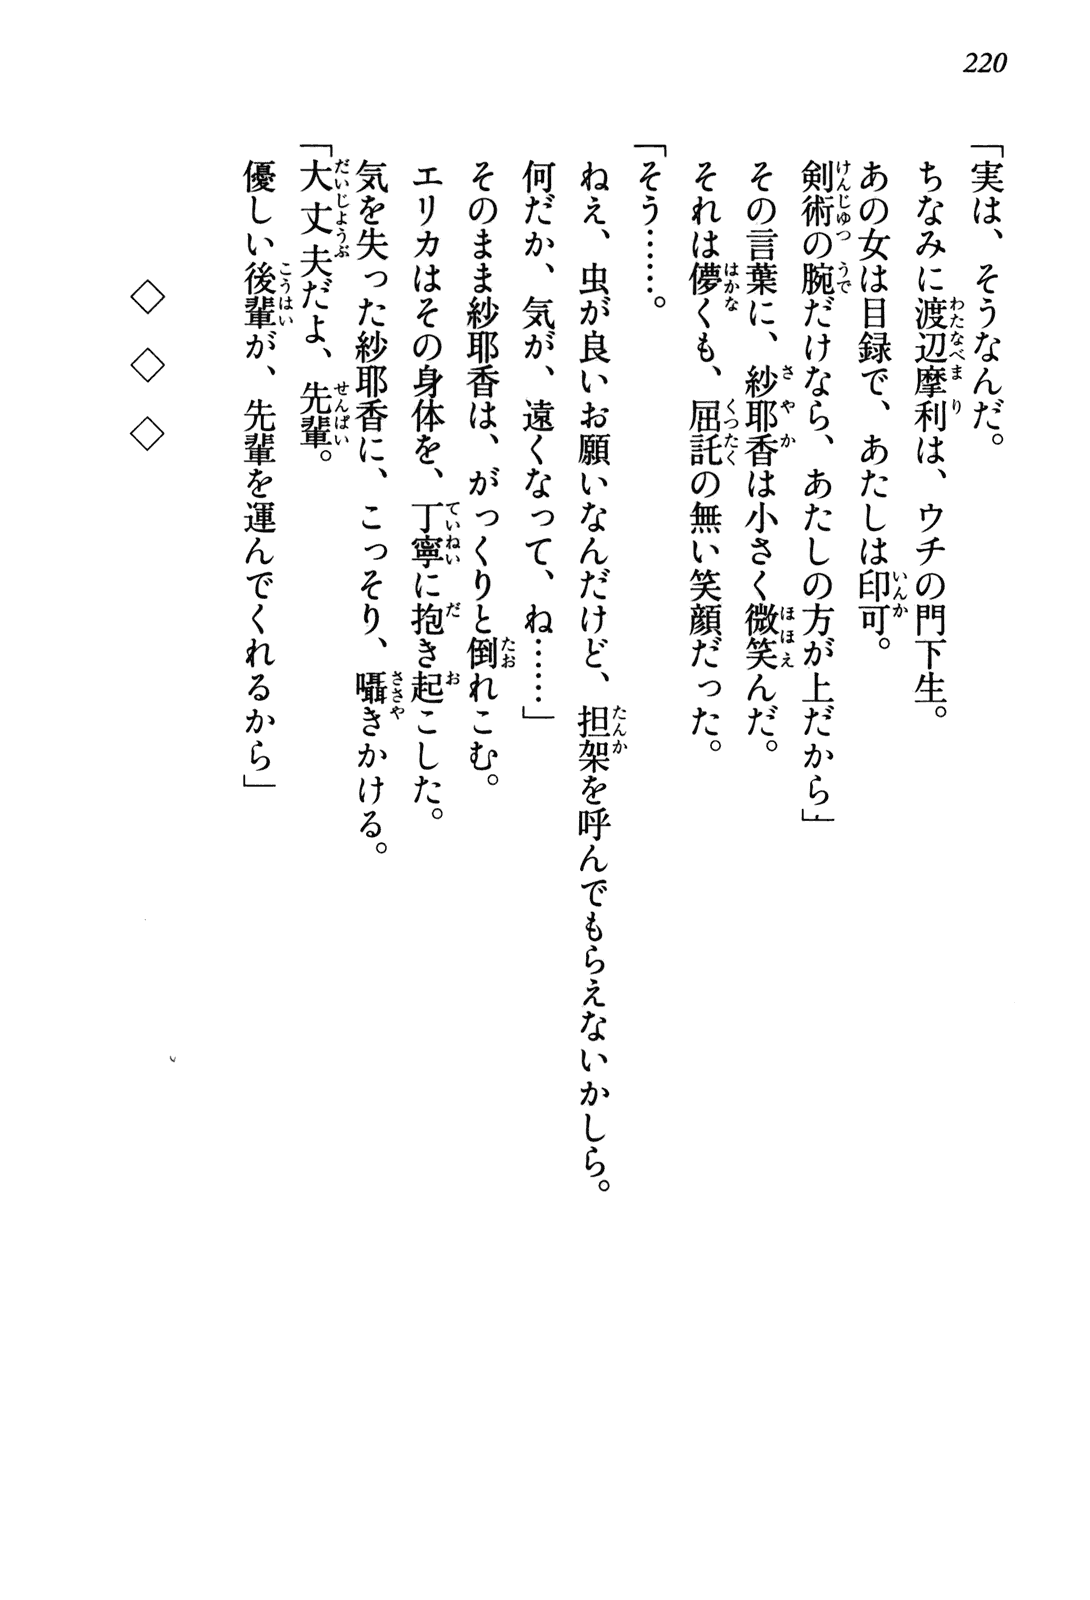 220
「実は、そうなんだ。
ちなみに渡辺摩利は、ウチの門下生。
あの女は目録で、あたしは印可。
剣術の腕だけなら、あたしの方が上だから」
その言葉に、紗耶香は小さく微笑んだ。
それは儚くも、屈託の無い笑顔だった。
「そう……。
ねぇ、虫が良いお願いなんだけど、担架を呼んでもらえないかしら。
何だか、気が、遠くなって、ね……」
そのまま紗耶香は、がっくりと倒れこむ。
エリカはその身体を、丁寧に抱き起こした。
気を失った紗耶香に、こっそり、囁きかける。
「大丈夫だよ、先輩。
優しい後輩が、先輩を運んでくれるから」
◇　◇　◇